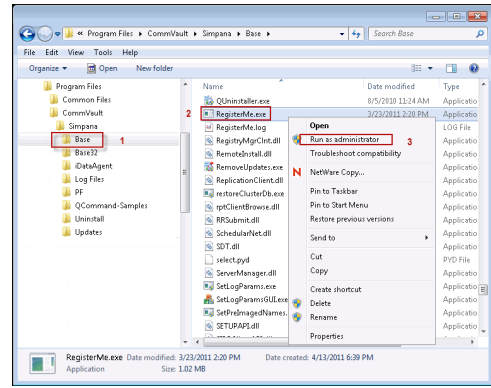 « Program Files ▸ CommVault ▸ Simpana ▸ Base ▸
Search Base
File Edit View Tools Help
Organize Open New folder
Program Files
Common Files
CommVault
Simpana
Base 1
Base32
iDataAgent
Log Files
PF
QCommand-Samples
Uninstall
Updates
Name Date modified Type
QUninstaller.exe 8/5/2010 11:24 AM Applicatio
2 RegisterMe.exe 3/23/2011 2:20 PM Applicatio
RegisterMe.log LOG File
RegistryMgrClnt.dll Applicatio
RemoteInstall.dll Applicatio
RemoveUpdates.exe Applicatio
ReplicationClient.dll Applicatio
restoreClusterDb.exe Applicatio
rptClientBrowse.dll Applicatio
RRSubmit.dll Applicatio
SchedularNet.dll Applicatio
SDT.dll Applicatio
select.pyd PYD File
ServerManager.dll Applicatio
SetLogParams.exe Applicatio
SetLogParamsGUI.exe Applicatio
SetPreImagedNames. Applicatio
SETUPAPI.dll Applicatio
Open
Run as administrator 3
Troubleshoot compatibility
N NetWare Copy...
Pin to Taskbar
Pin to Start Menu
Restore previous versions
Send to
Cut
Copy
Create shortcut
Delete
Rename
Properties
RegisterMe.exe Date modified: 3/23/2011 2:20 PM Date created: 4/13/2011 6:39 PM
Application Size: 1.02 MB